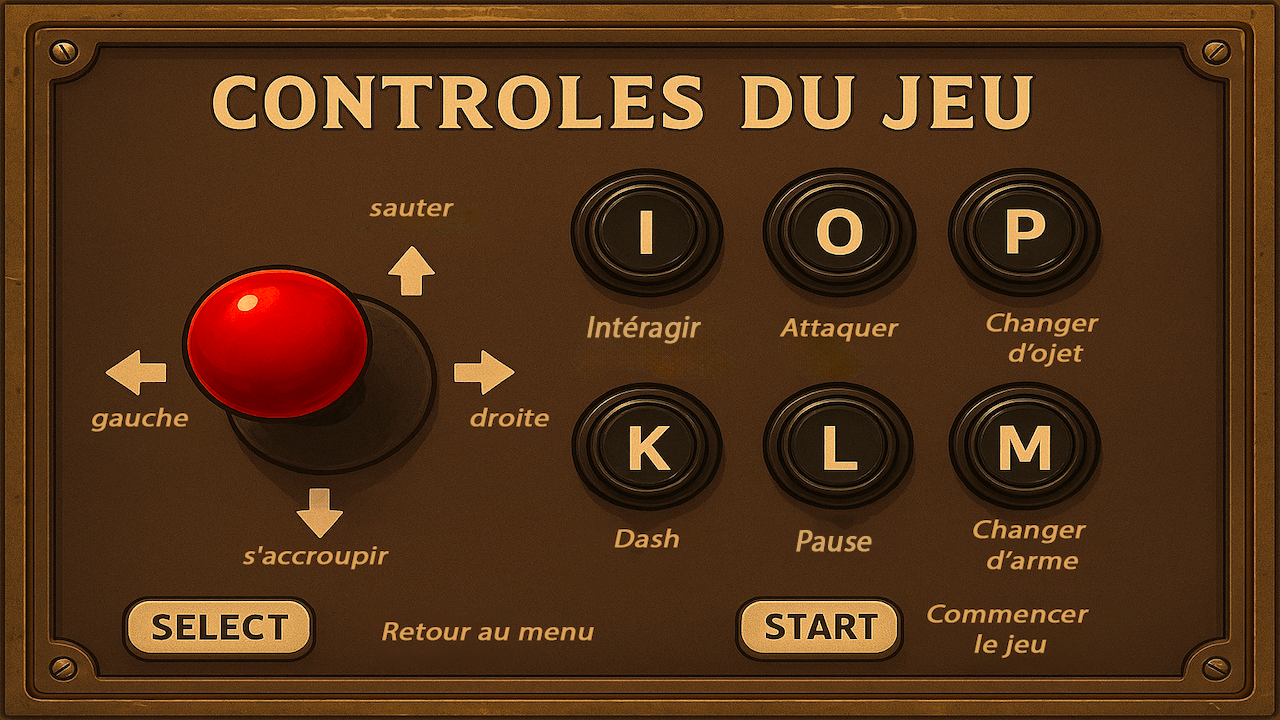 CONTROLES DU JEU
sauter
gauche
droite
s'accroupir
I
O
P
Intéragir
Attaquer
Changer
d'ojet
K
L
M
Dash
Pause
Changer
d'arme
SELECT
Retour au menu
START
Commencer
le jeu